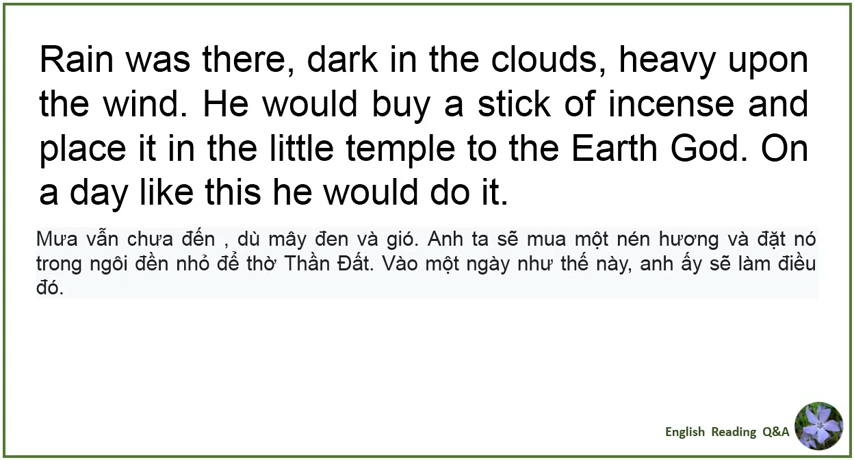 Rain was there, dark in the clouds, heavy upon
the wind. He would buy a stick of incense and
place it in the little temple to the Earth God. On
a day like this he would do it.
Mưa vẫn chưa đến , dù mây đen và gió. Anh ta sẽ mua một nén hương và đặt nó
trong ngôi đền nhỏ để thờ Thần Đất. Vào một ngày như thế này, anh ấy sẽ làm điều
đó.
English Reading Q&A